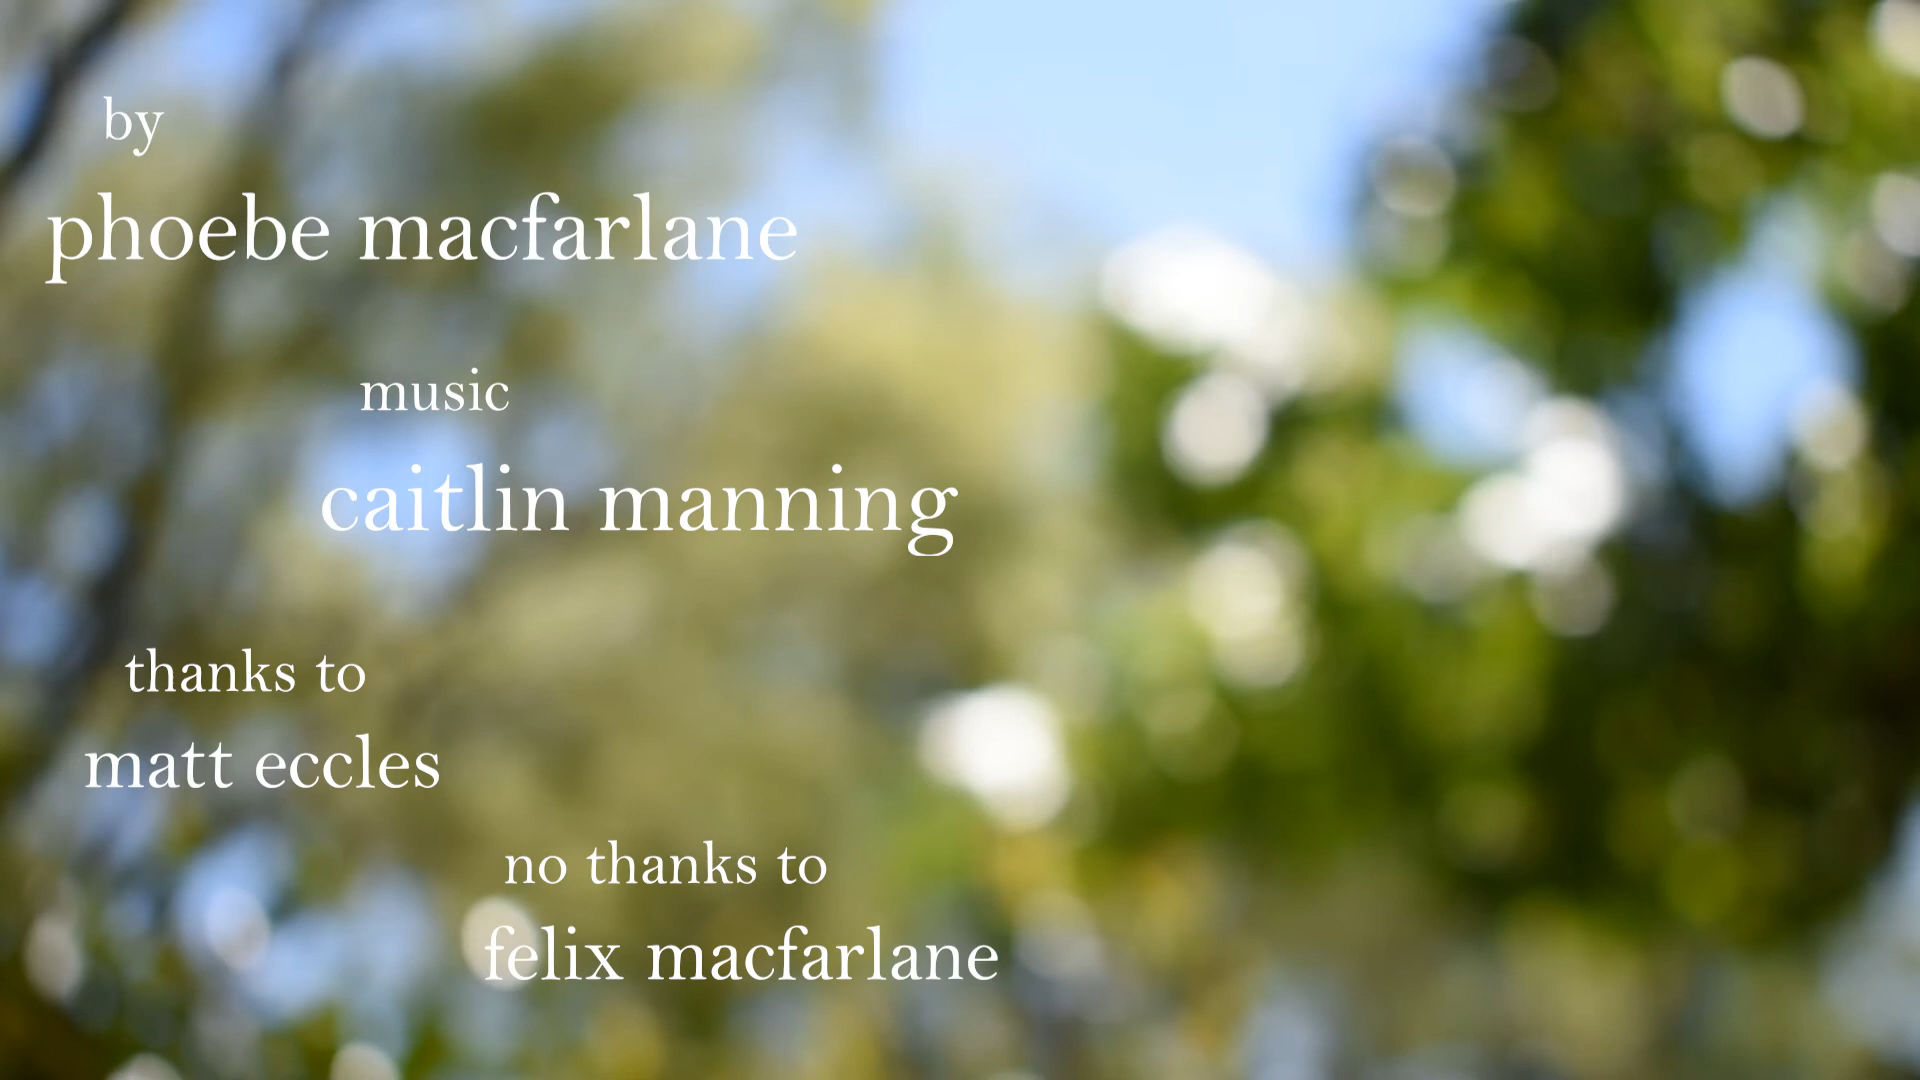 by
phoebe macfarlane
music
caitlin manning
thanks to
matt eccles
no thanks to
felix macfarlane